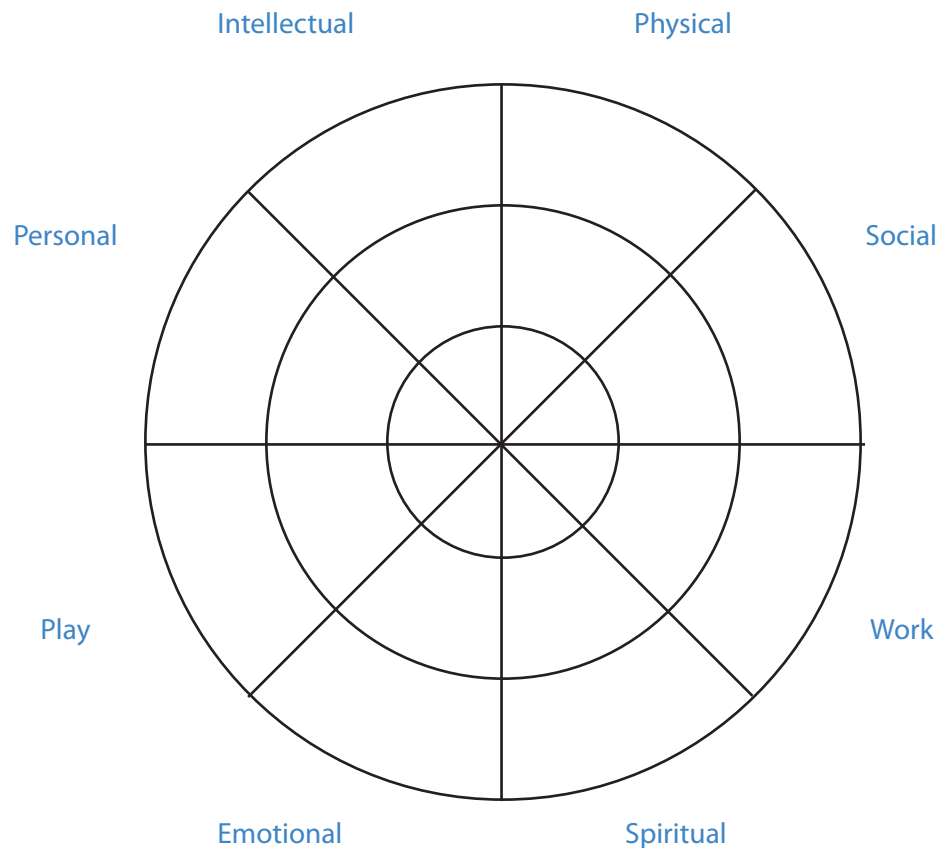 Intellectual
Physical
Personal
Social
Play
Work
Emotional
Spiritual